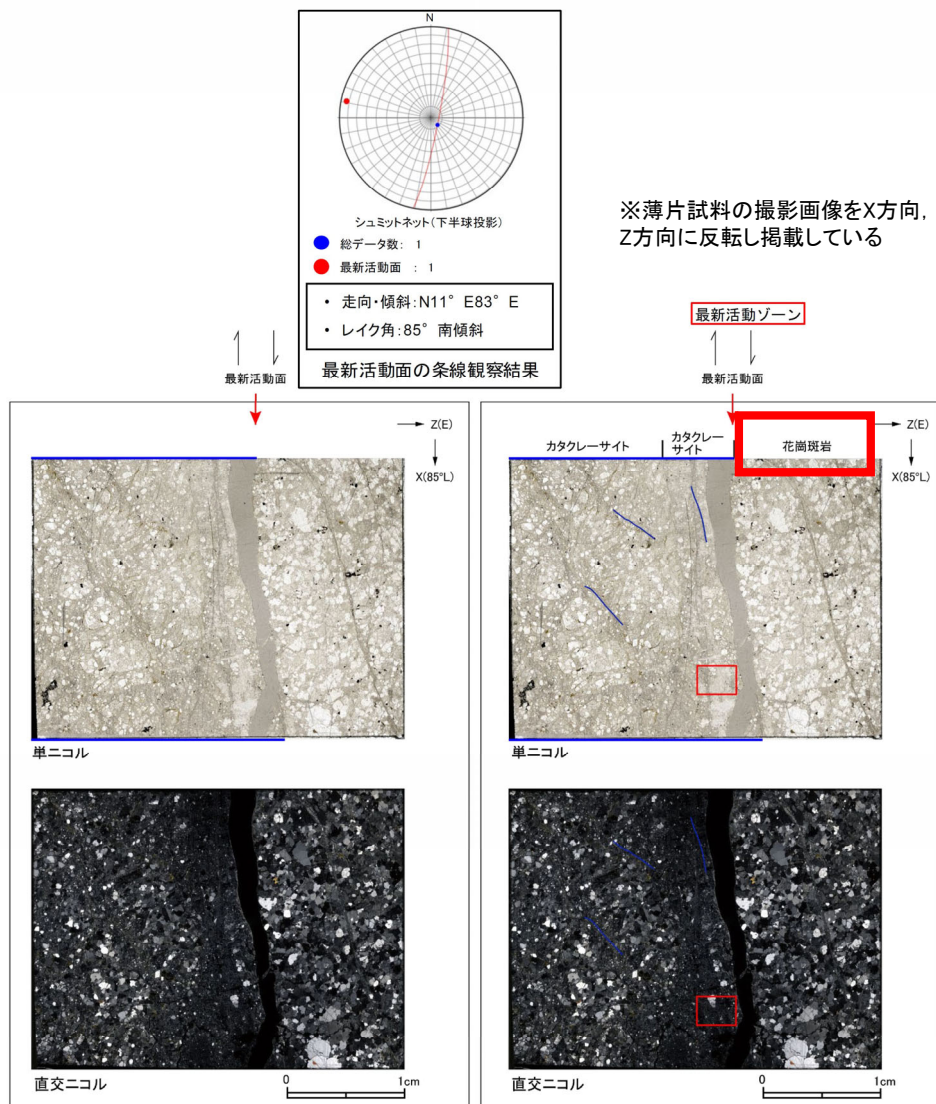 N
シュミットネット(下半球投影)
総データ数: 1
最新活動面 : 1
・ 走向・傾斜:N11° E83° E
・ レイク角:85° 南傾斜
最新活動面の条線観察結果
※薄片試料の撮影画像をX方向,
Z方向に反転し掲載している
最新活動面
Z(E)
X(85°L)
単ニコル
直交ニコル
0 1cm
最新活動ゾーン
最新活動面
カタクレーサイト
カタクレー
サイト
花崗斑岩
Z(E)
X(85°L)
単ニコル
直交ニコル
0 1cm